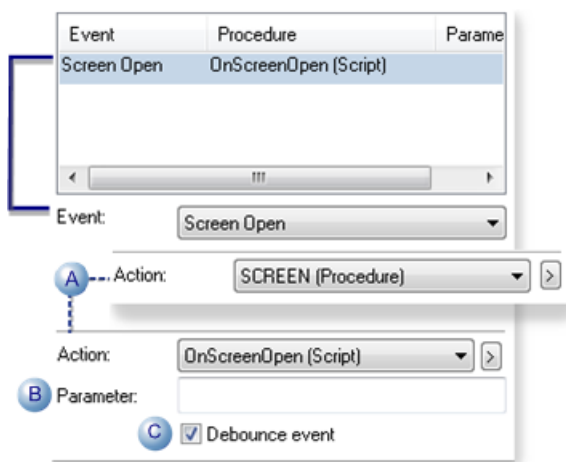 Event Procedure Parame
Screen Open OnScreenOpen (Script)
Event: Screen Open
A Action: SCREEN (Procedure) >
Action: OnScreenOpen (Script) >
B Parameter:
C Debounce event